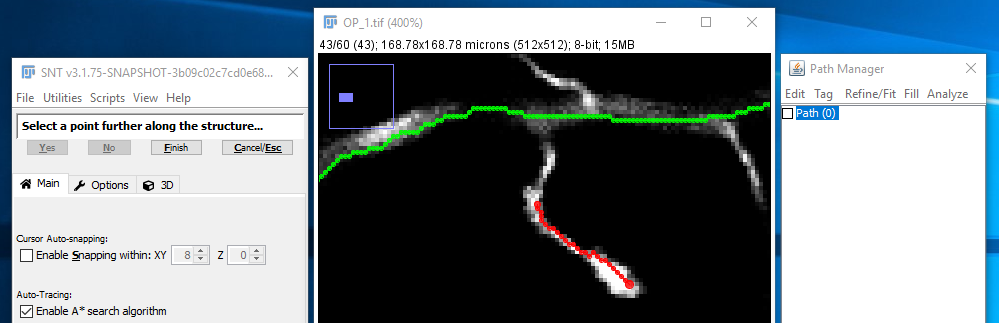 OP_1.tif (400%)
43/60 (43); 168.78x168.78 microns (512x512); 8-bit; 15MB
SNT v3.1.75-SNAPSHOT-3b09c02c7cd0e68...
File Utilities Scripts View Help
Select a point further along the structure...
Yes No Finish Cancel/Esc
Main Options 3D
Cursor Auto-snapping:
Enable Snapping within: XY 8 Z 0
Auto-Tracing:
Enable A* search algorithm
Path Manager
Edit Tag Refine/Fit Fill Analyze
Path (0)